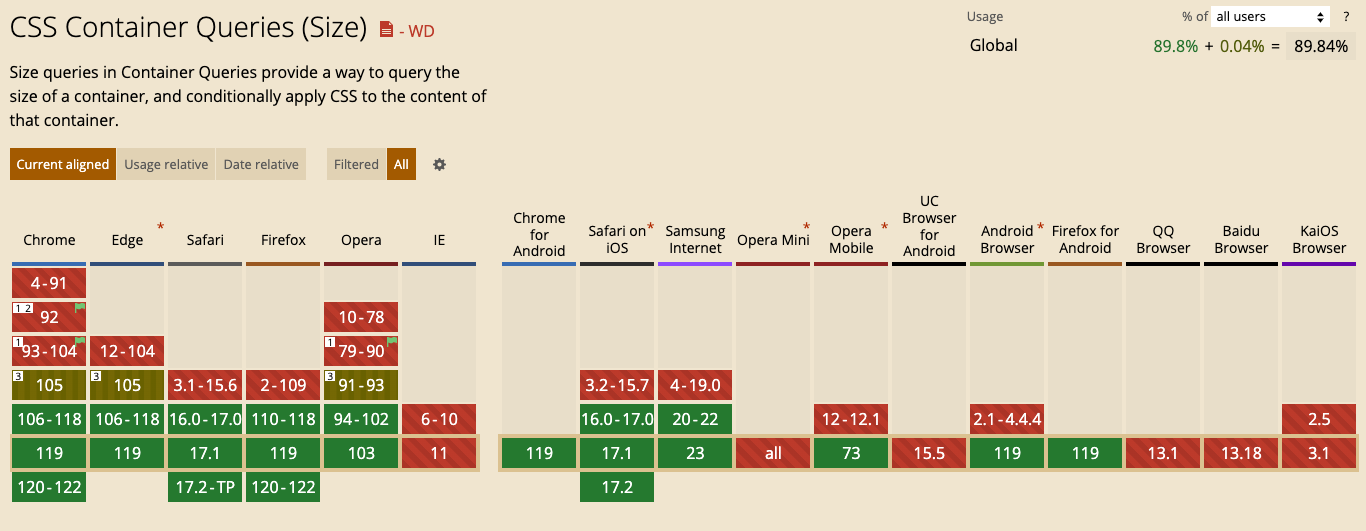 CSS Container Queries (Size) - WD
Usage % of all users ?
Global 89.8% + 0.04% = 89.84%
Size queries in Container Queries provide a way to query the
size of a container, and conditionally apply CSS to the content of
that container.
Current aligned Usage relative Date relative Filtered All
Chrome
Edge *
Safari
Firefox
Opera
IE
Chrome
for
Android
Safari on *
iOS
Samsung
Internet
Opera Mini *
Opera *
Mobile
UC
Browser
for
Android
Android *
Browser
Firefox for
Android
QQ
Browser
Baidu
Browser
KaiOS
Browser
4-91
1 2 92 10-78
1 93-104 12-104 1 79-90
3 105 3 105 3.1-15.6 2-109 3 91-93 3.2-15.7 4-19.0
106-118 106-118 16.0-17.0 110-118 94-102 6-10 16.0-17.0 20-22 12-12.1 2.1-4.4.4 2.5
119 119 17.1 119 103 11 119 17.1 23 all 73 15.5 119 119 13.1 13.18 3.1
120-122 17.2-TP 120-122 17.2